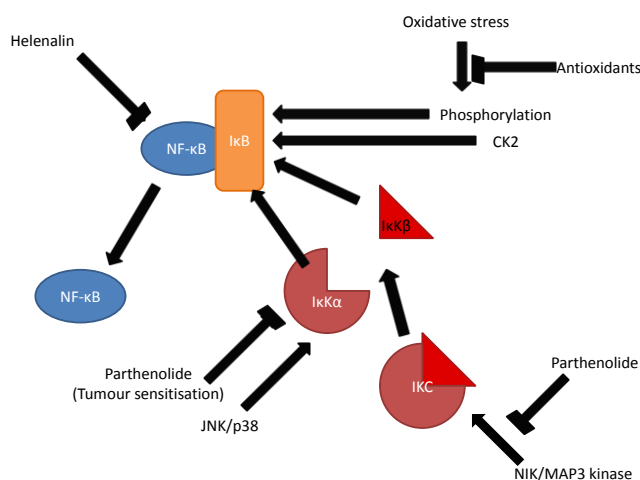 Oxidative stress
Helenalin
Antioxidants
Phosphorylation
IκB
NF-κB
CK2
IκKβ
NF-κB
IκKα
Parthenolide
(Tumour sensitisation)
Parthenolide
IKC
JNK/p38
NIK/MAP3 kinase